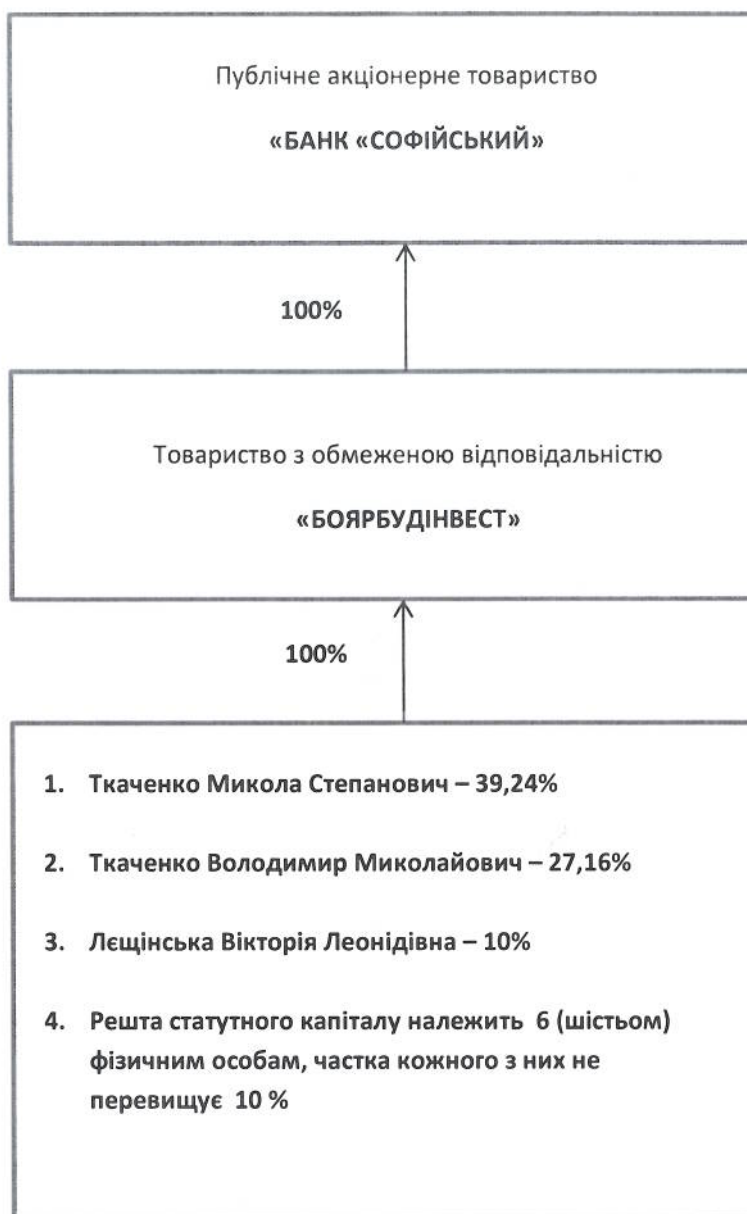 Публічне акціонерне товариство
«БАНК «СОФІЙСЬКИЙ»
100%
Товариство з обмеженою відповідальністю
«БОЯРБУДІНВЕСТ»
100%
1. Ткаченко Микола Степанович – 39,24%
2. Ткаченко Володимир Миколайович – 27,16%
3. Лєщінська Вікторія Леонідівна – 10%
4. Решта статутного капіталу належить 6 (шістьом)
фізичним особам, частка кожного з них не
перевищує 10 %